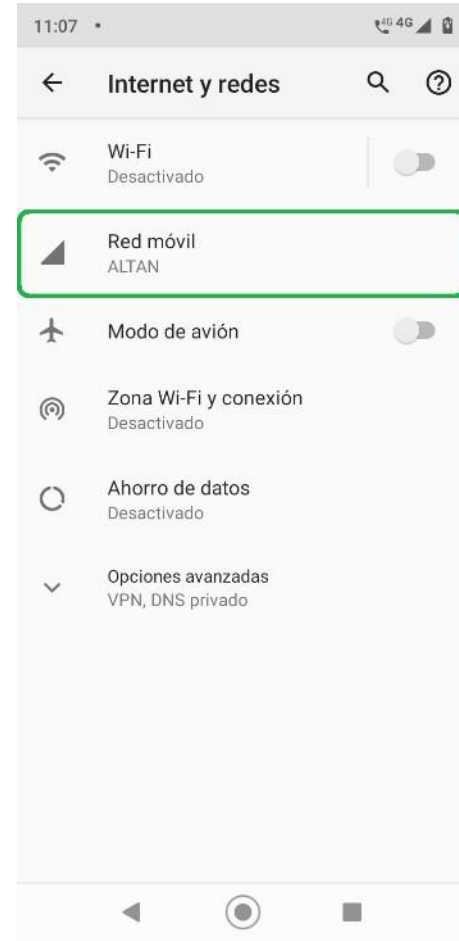 11:07 • 4G 4G
Internet y redes
Wi-Fi
Desactivado
Red móvil
ALTAN
Modo de avión
Zona Wi-Fi y conexión
Desactivado
Ahorro de datos
Desactivado
Opciones avanzadas
VPN, DNS privado